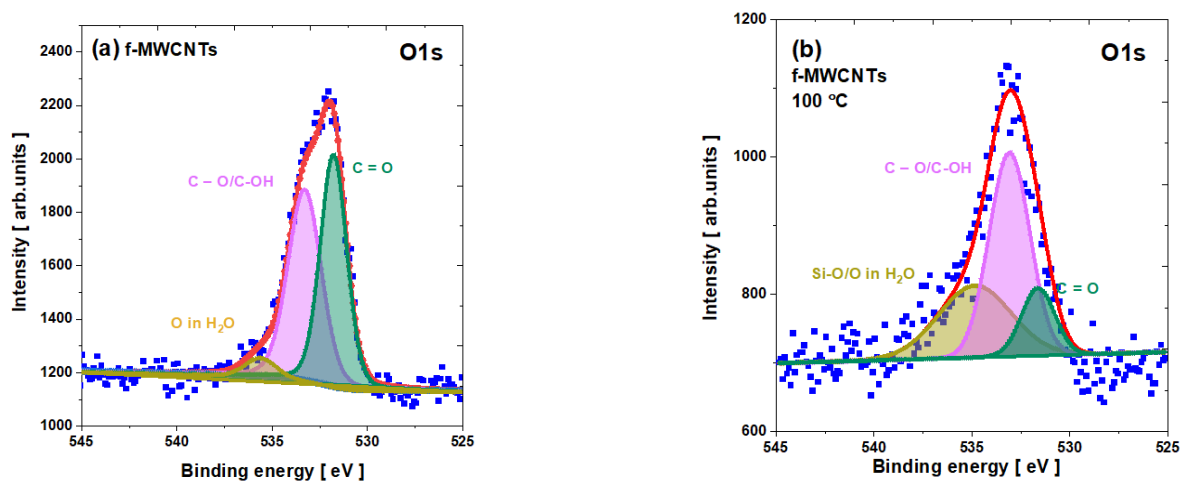 (a) f-MWCNTs
O1s
2400
2200
2000
1800
1600
1400
1200
1000
C = O
C – O/C-OH
O in H₂O
545
540
535
530
525
Binding energy [ eV ]
Intensity [ arb.units ]
(b)
O1s
f-MWCNTs
100 °C
1200
1000
800
600
C – O/C-OH
Si-O/O in H₂O
C = O
545
540
535
530
525
Binding energy [ eV ]
Intensity [ arb.units ]